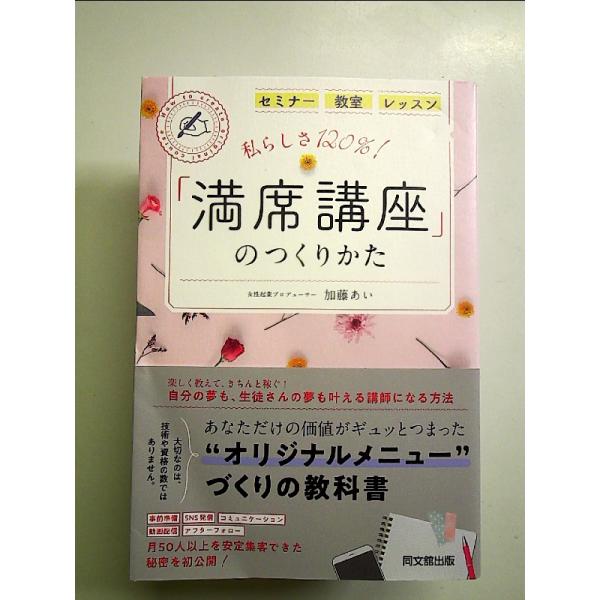 How to create a original course
セミナー 教室 レッスン
私らしさ120%!
「満席講座」
のつくりかた
女性起業プロデューサー 加藤あい
楽しく教えて、きちんと稼ぐ!
自分の夢も、生徒さんの夢も叶える講師になる方法
大切なのは、
技術や資格の数では
ありません。
あなただけの価値がギュッとつまった
“オリジナルメニュー”
づくりの教科書
事前準備 SNS発信 コミュニケーション
動画配信 アフターフォロー
月50人以上を安定集客できた
秘密を初公開!
同文舘出版